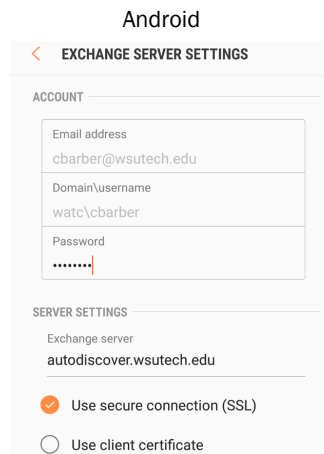 Android
EXCHANGE SERVER SETTINGS
ACCOUNT
Email address
cbarber@wsutech.edu
Domain\username
watc\cbarber
Password
••••••••
SERVER SETTINGS
Exchange server
autodiscover.wsutech.edu
Use secure connection (SSL)
Use client certificate